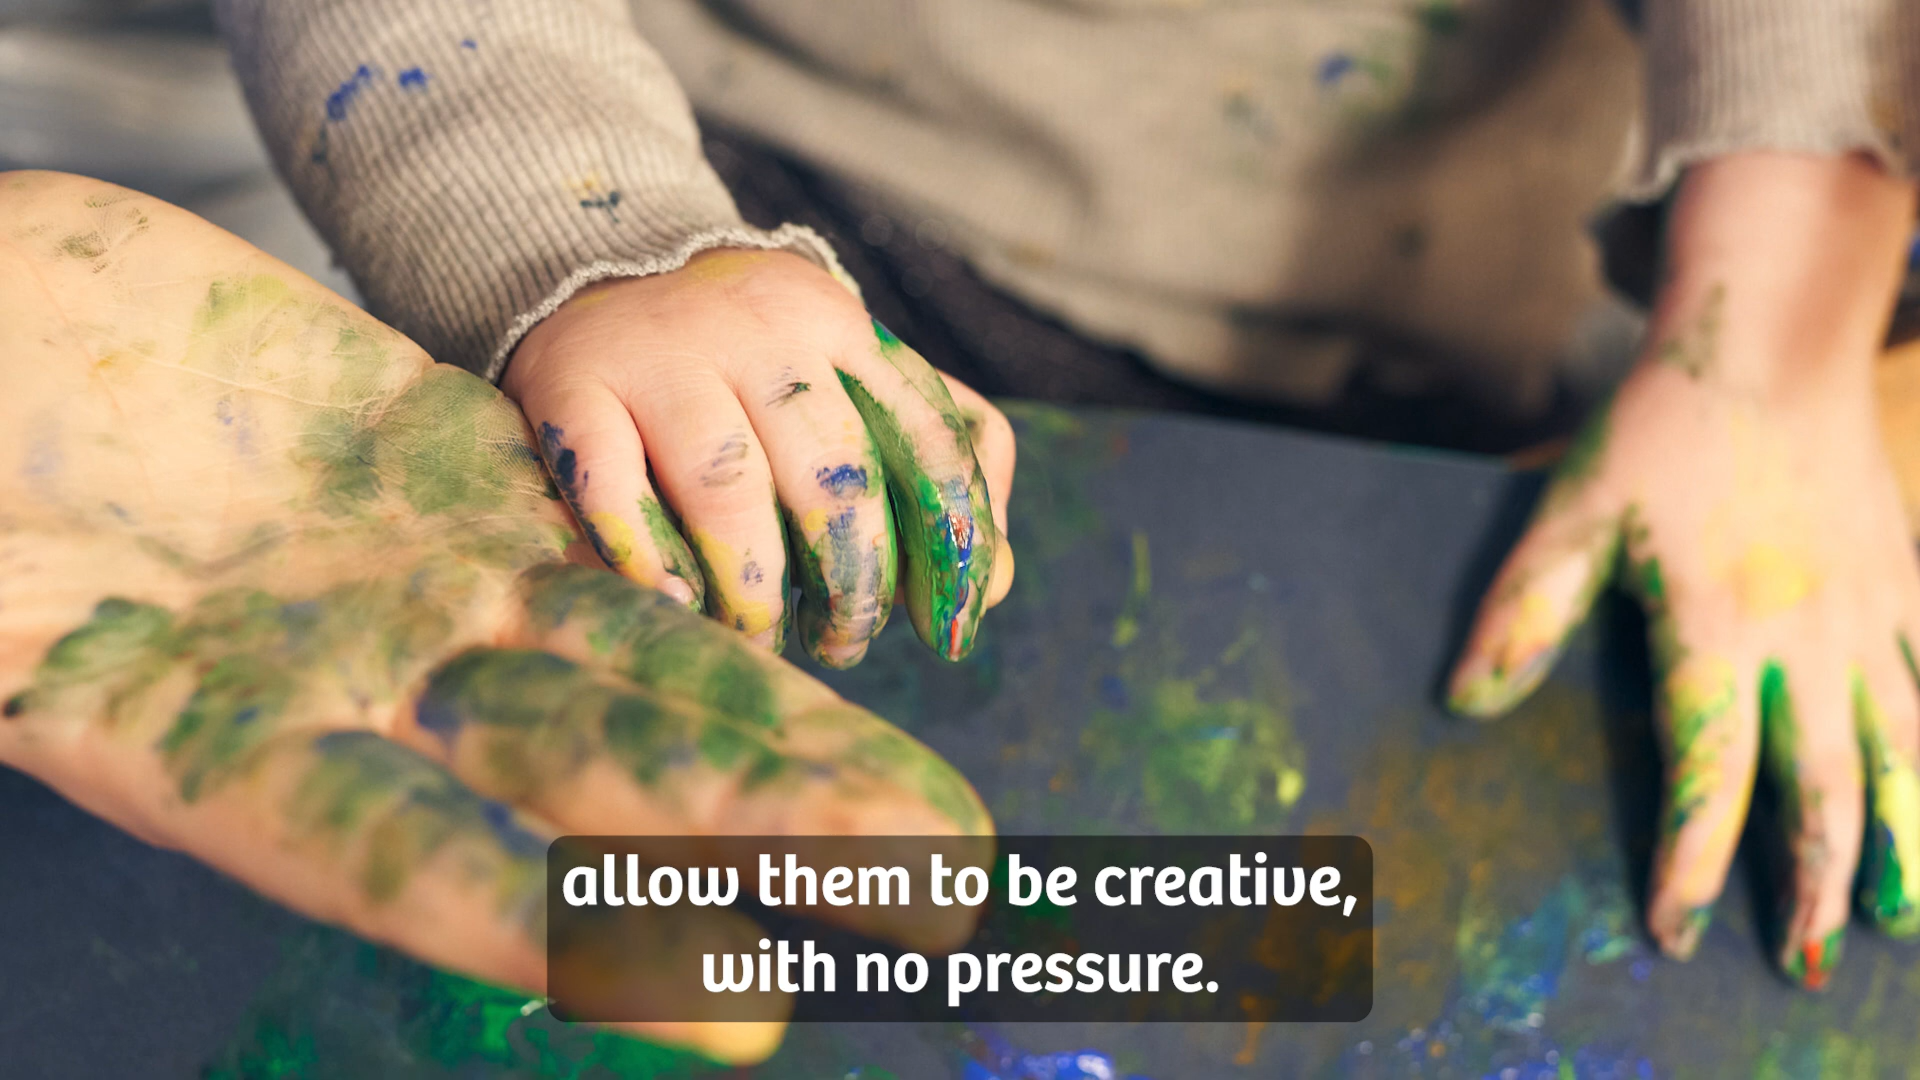 allow them to be creative,
with no pressure.